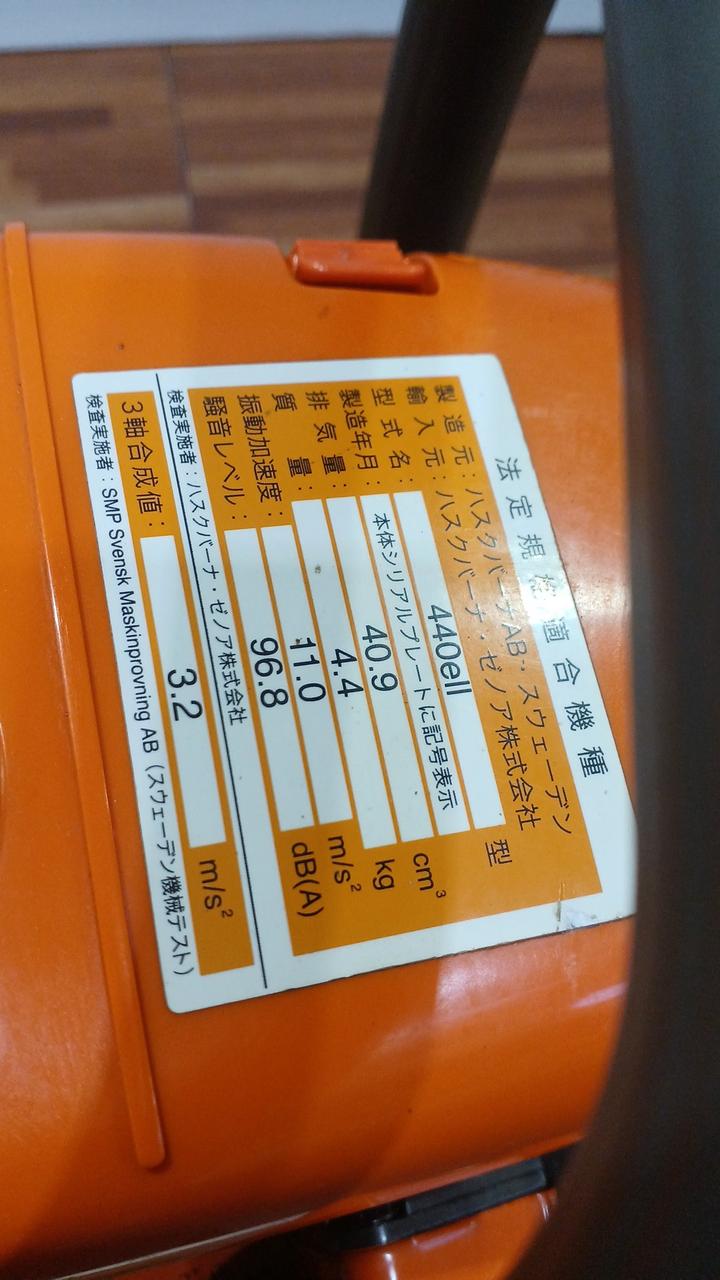 法定規格適合機種
製造元：ハスクバーナAB・スウェーデン
輸入元：ハスクバーナ・ゼノア株式会社
型式名：440eII 型
製造年月：本体シリアルプレートに記号表示
排気量：40.9 cm³
質量：4.4 kg
振動加速度：11.0 m/s²
騒音レベル：96.8 dB(A)
検査実施者：ハスクバーナ・ゼノア株式会社
3軸合成値：3.2 m/s²
検査実施者：SMP Svensk Maskinprovning AB（スウェーデン機械テスト）